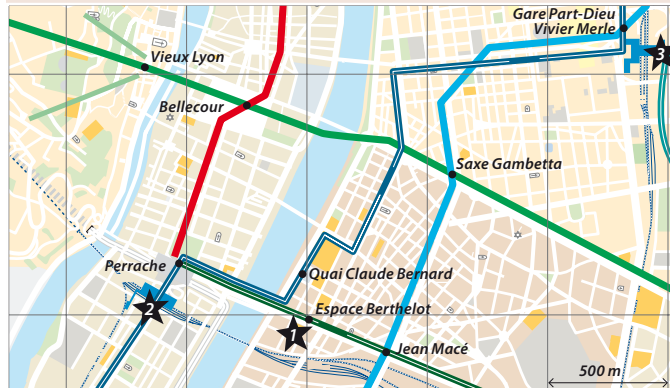 Gare Part-Dieu
Vivier Merle
3
Vieux Lyon
Bellecour
Saxe Gambetta
Perrache
Quai Claude Bernard
2
Espace Berthelot
1
Jean Macé
500 m